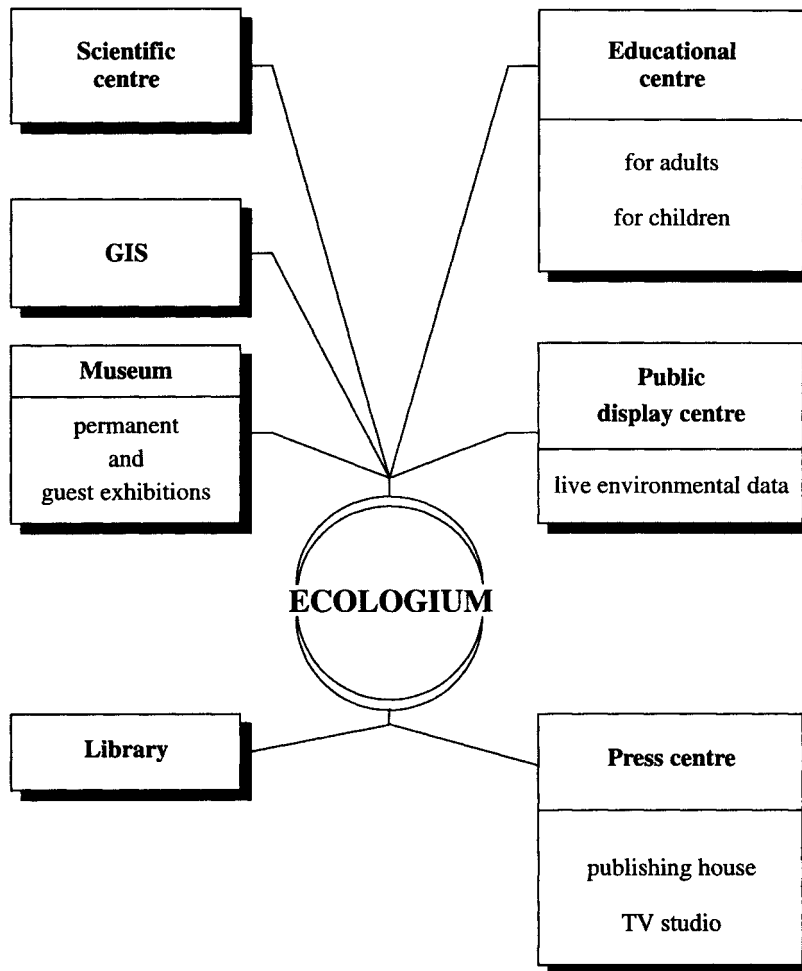 Scientific
centre
Educational
centre
for adults
for children
GIS
Museum
permanent
and
guest exhibitions
Public
display centre
live environmental data
ECOLOGIUM
Library
Press centre
publishing house
TV studio